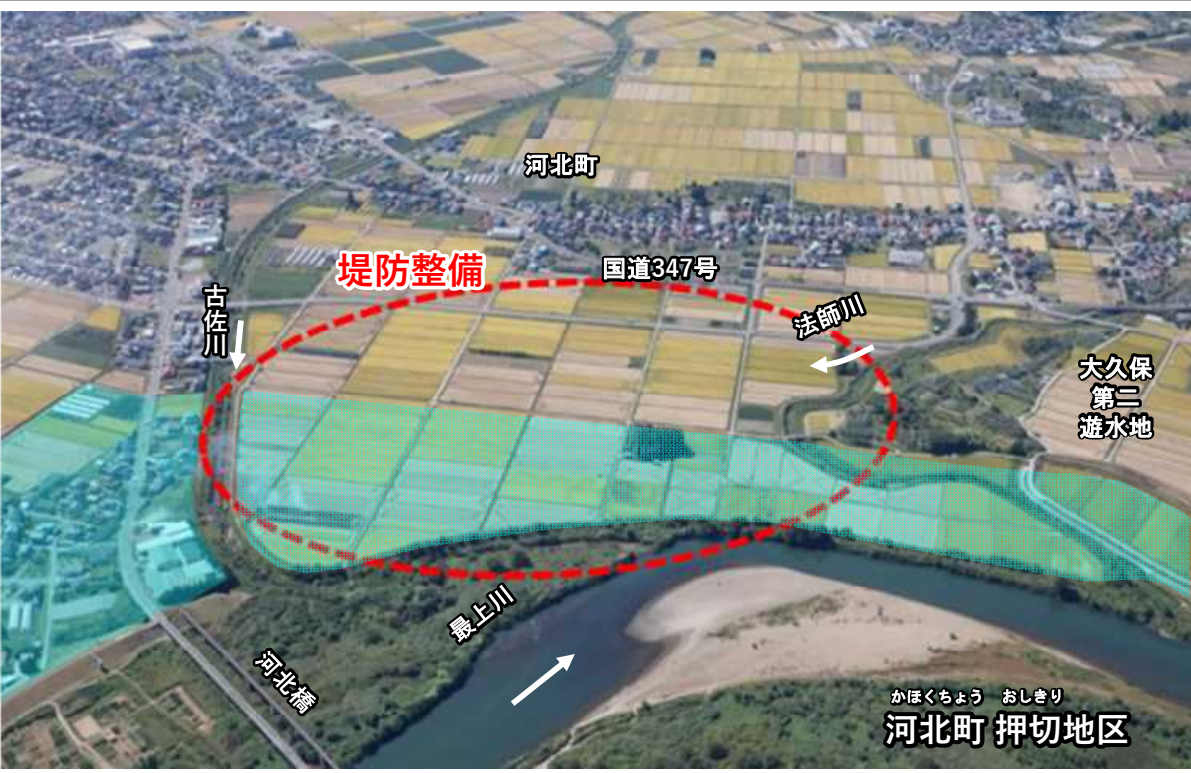 河北町
堤防整備
国道347号
古佐川
法師川
大久保
第二
遊水地
最上川
河北橋
かほくちょう　おしきり
河北町 押切地区